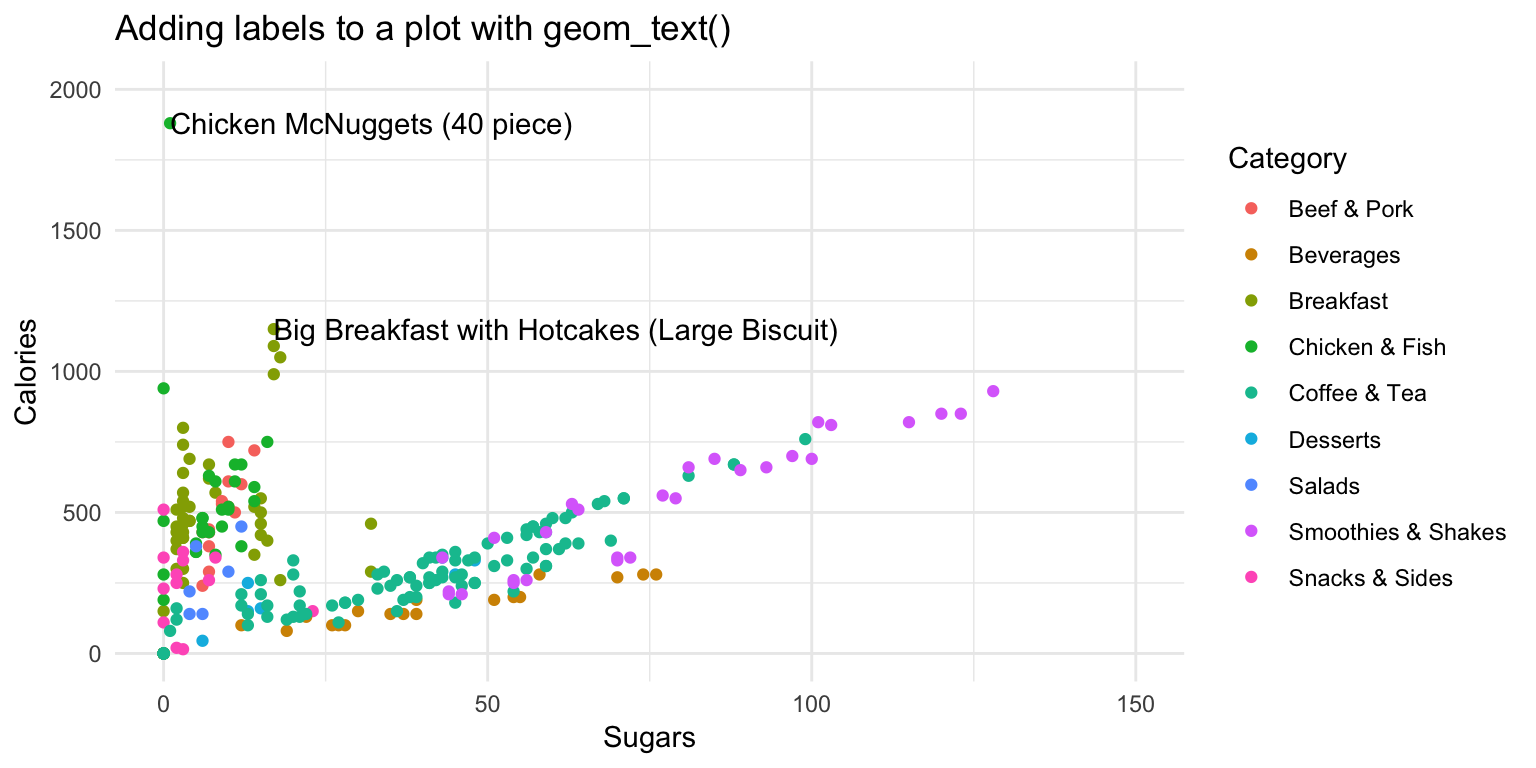 Adding labels to a plot with geom_text()
2000
1500
1000
500
0
Calories
Chicken McNuggets (40 piece)
Big Breakfast with Hotcakes (Large Biscuit)
0 50 100 150
Sugars
Category
Beef & Pork
Beverages
Breakfast
Chicken & Fish
Coffee & Tea
Desserts
Salads
Smoothies & Shakes
Snacks & Sides